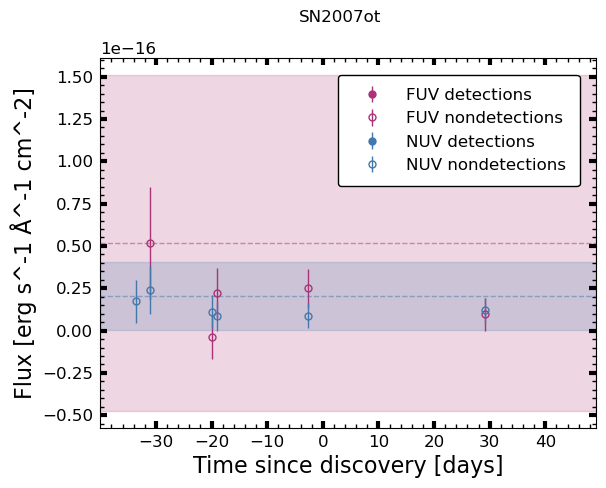 SN2007ot
1e−16
1.50
1.25
1.00
0.75
0.50
0.25
0.00
−0.25
−0.50
Flux [erg s^-1 Å^-1 cm^-2]
FUV detections
FUV nondetections
NUV detections
NUV nondetections
−30 −20 −10 0 10 20 30 40
Time since discovery [days]